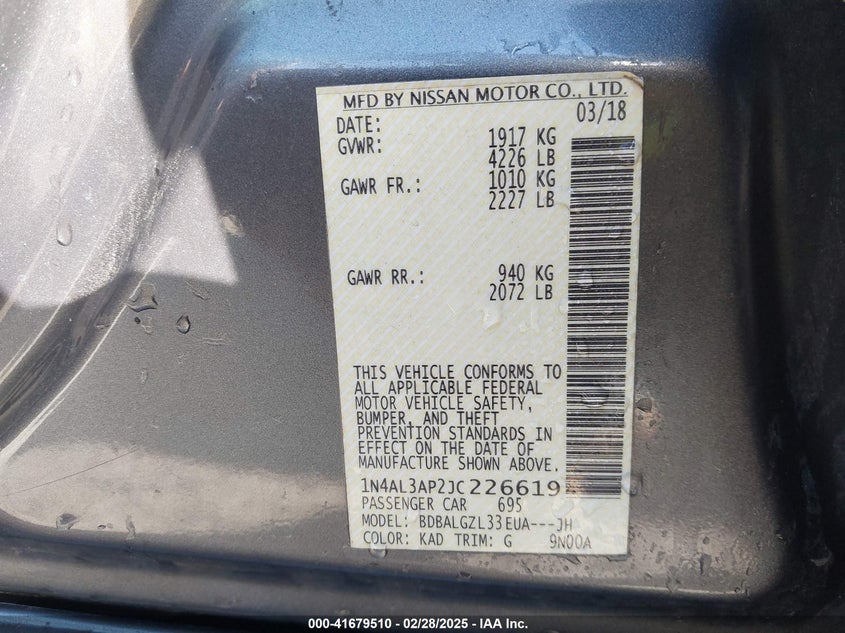 MFD BY NISSAN MOTOR CO., LTD.
DATE: 03/18
GVWR: 1917 KG
4226 LB
GAWR FR.: 1010 KG
2227 LB
GAWR RR.: 940 KG
2072 LB
THIS VEHICLE CONFORMS TO
ALL APPLICABLE FEDERAL
MOTOR VEHICLE SAFETY,
BUMPER, AND THEFT
PREVENTION STANDARDS IN
EFFECT ON THE DATE OF
MANUFACTURE SHOWN ABOVE.
1N4AL3AP2JC226619
PASSENGER CAR 695
MODEL: BDBALGZL33EUA---JH
COLOR: KAD TRIM: G 9N00A
000-41679510 / 02/28/2025 — IAA Inc.